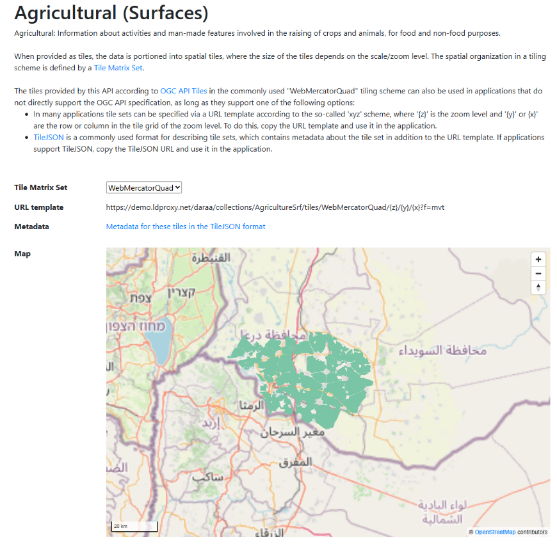 Agricultural (Surfaces)
Agricultural: Information about activities and man-made features involved in the raising of crops and animals, for food and non-food purposes.
When provided as tiles, the data is portioned into spatial tiles, where the size of the tiles depends on the scale/zoom level. The spatial organization in a tiling
scheme is defined by a Tile Matrix Set.
The tiles provided by this API according to OGC API Tiles in the commonly used "WebMercatorQuad" tiling scheme can also be used in applications that do
not directly support the OGC API specification, as long as they support one of the following options:
• In many applications tile sets can be specified via a URL template according to the so-called 'xyz' scheme, where '{z}' is the zoom level and '{y}' or {x}'
are the row or column in the tile grid of the zoom level. To do this, copy the URL template and use it in the application.
• TileJSON is a commonly used format for describing tile sets, which contains metadata about the tile set in addition to the URL template. If applications
support TileJSON, copy the TileJSON URL and use it in the application.
Tile Matrix Set WebMercatorQuad
URL template https://demo.ldproxy.net/daraa/collections/AgricultureSrf/tiles/WebMercatorQuad/{z}/{y}/{x}?f=mvt
Metadata Metadata for these tiles in the TileJSON format
Map
القنيطرة
קצרין
צפת
מחוז הצפון
محافظة درعا
محافظة السويداء
الرمثا
إربد
مغير السرحان
المفرق
ساكب
لواء البادية
الشمالية
الزرقاء
20 km
© OpenStreetMap contributors